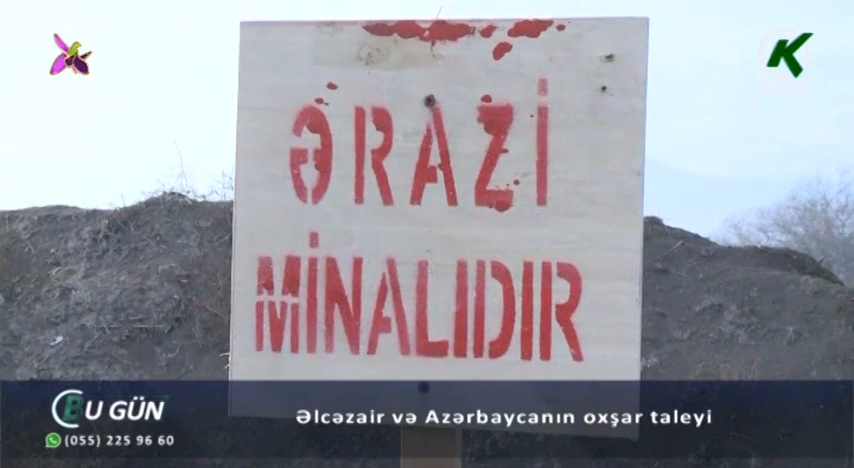 K
ƏRAZİ
MİNALIDIR
BU GÜN
Əlcəzair və Azərbaycanın oxşar taleyi
(055) 225 96 60